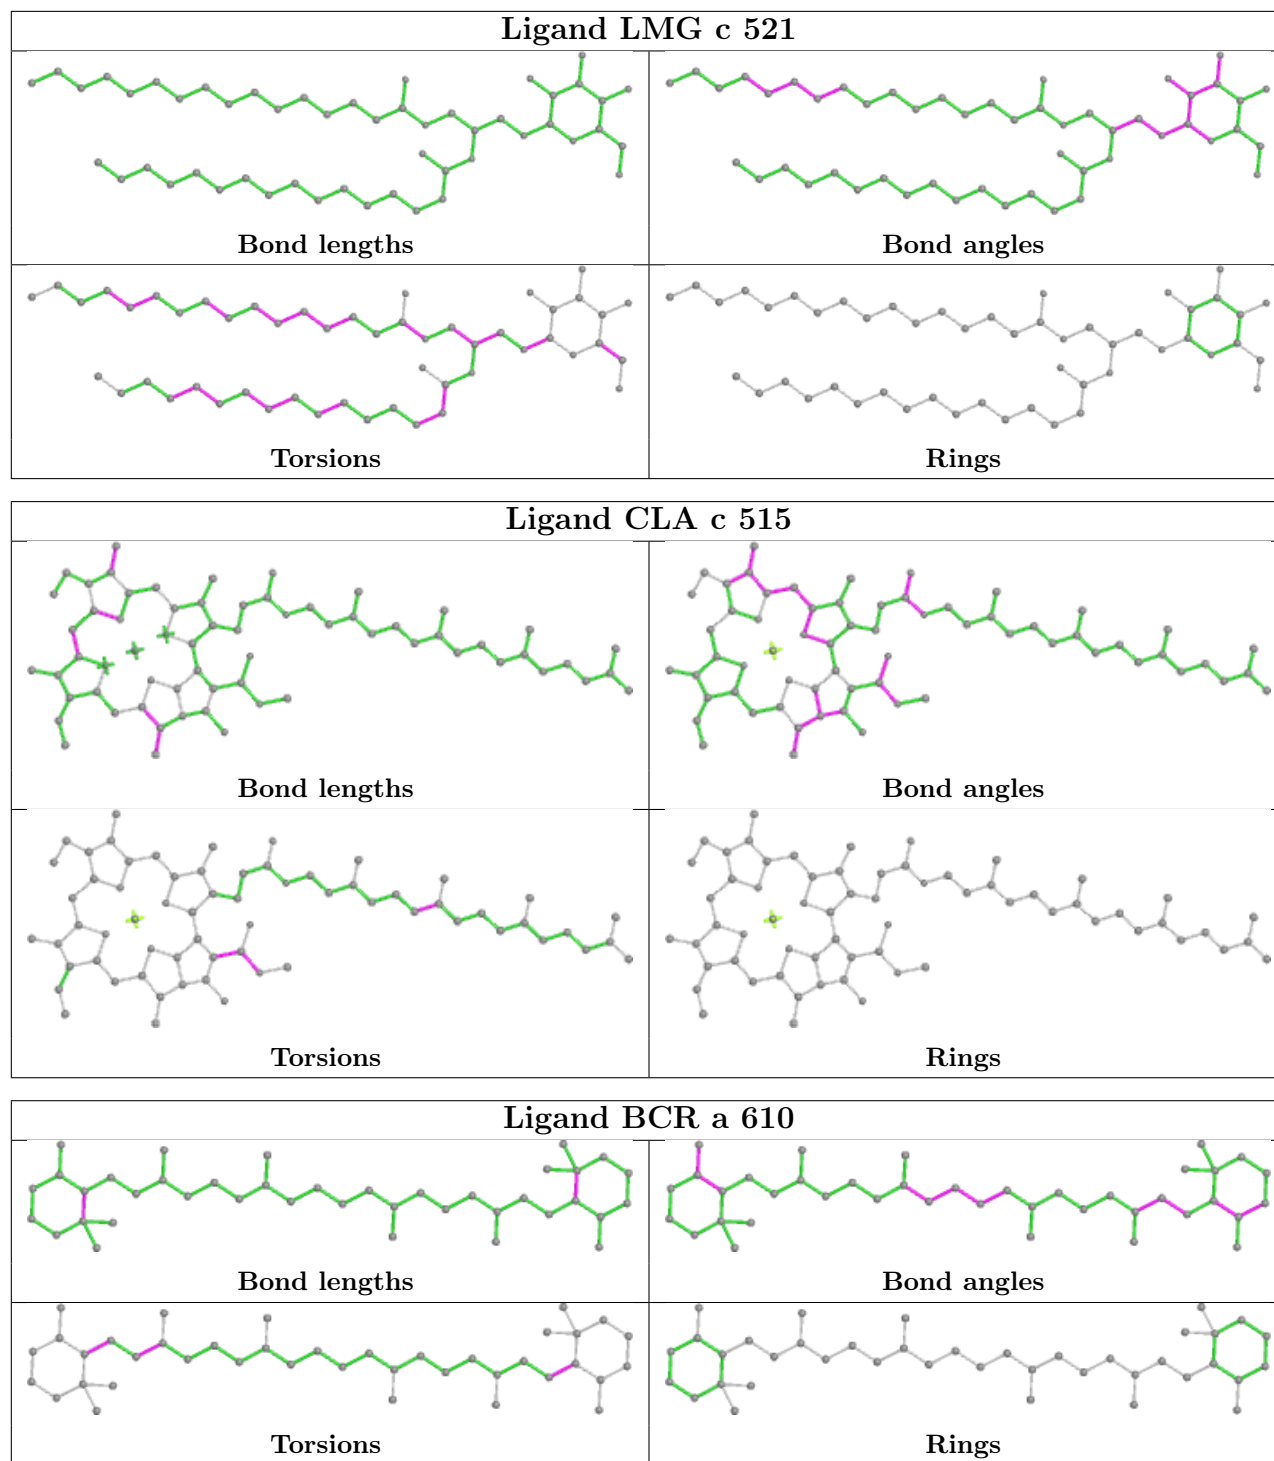 Ligand LMG c 521
Bond lengths
Bond angles
Torsions
Rings
Ligand CLA c 515
Bond lengths
Bond angles
Torsions
Rings
Ligand BCR a 610
Bond lengths
Bond angles
Torsions
Rings